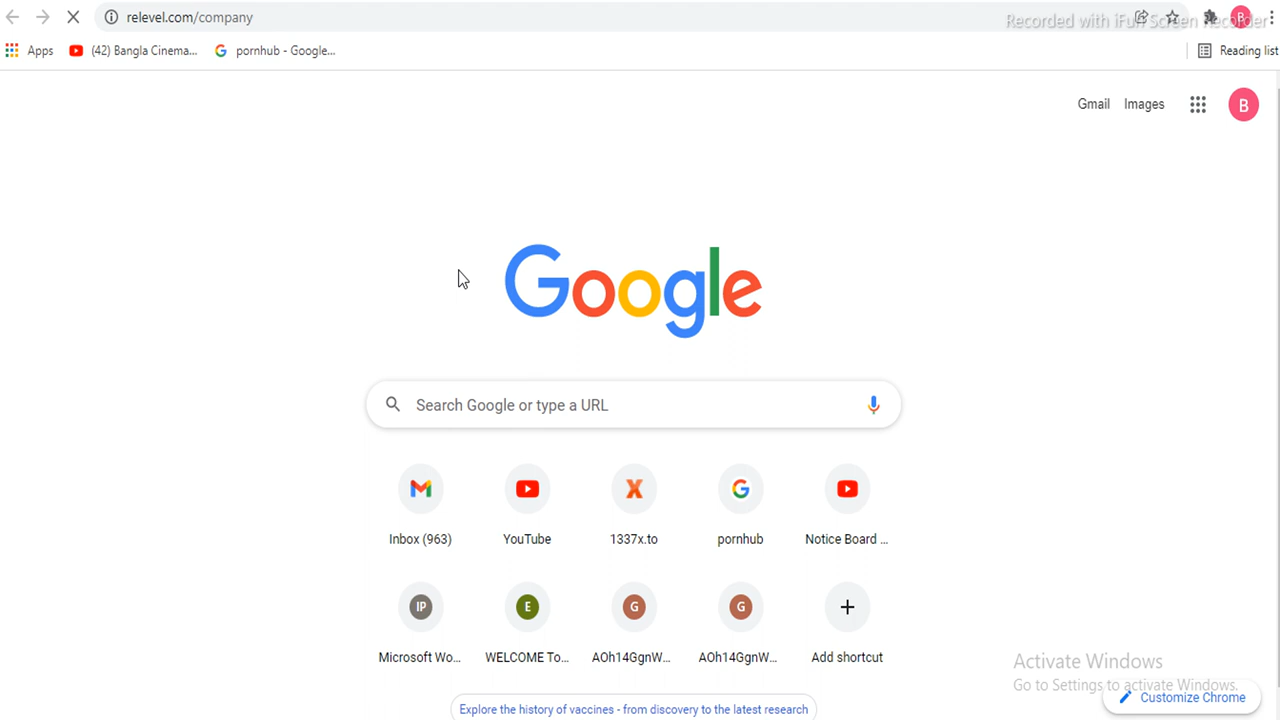 relevel.com/company
Recorded with iFun Screen Recorder
B
Apps
(42) Bangla Cinema...
pornhub - Google...
Reading list
Gmail
Images
B
Google
Search Google or type a URL
Inbox (963)
YouTube
1337x.to
pornhub
Notice Board ...
IP
E
G
G
Microsoft Wo...
WELCOME To...
AOh14GgnW...
AOh14GgnW...
Add shortcut
Activate Windows
Go to Settings to activate Windows.
Customize Chrome
Explore the history of vaccines - from discovery to the latest research